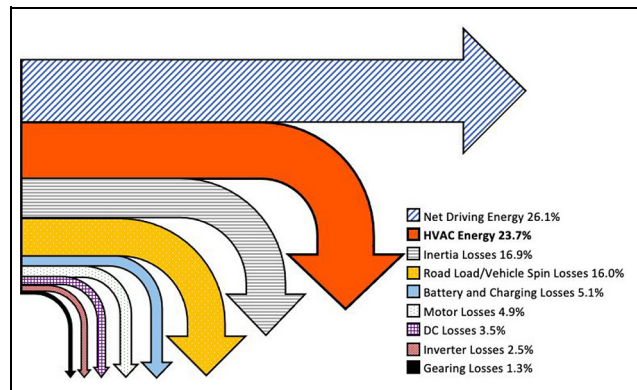 Net Driving Energy 26.1%
HVAC Energy 23.7%
Inertia Losses 16.9%
Road Load/Vehicle Spin Losses 16.0%
Battery and Charging Losses 5.1%
Motor Losses 4.9%
DC Losses 3.5%
Inverter Losses 2.5%
Gearing Losses 1.3%